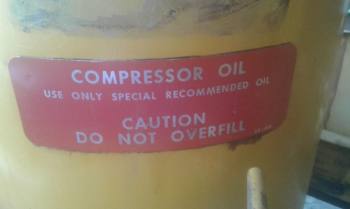 COMPRESSOR OIL
USE ONLY SPECIAL RECOMMENDED OIL
CAUTION
DO NOT OVERFILL